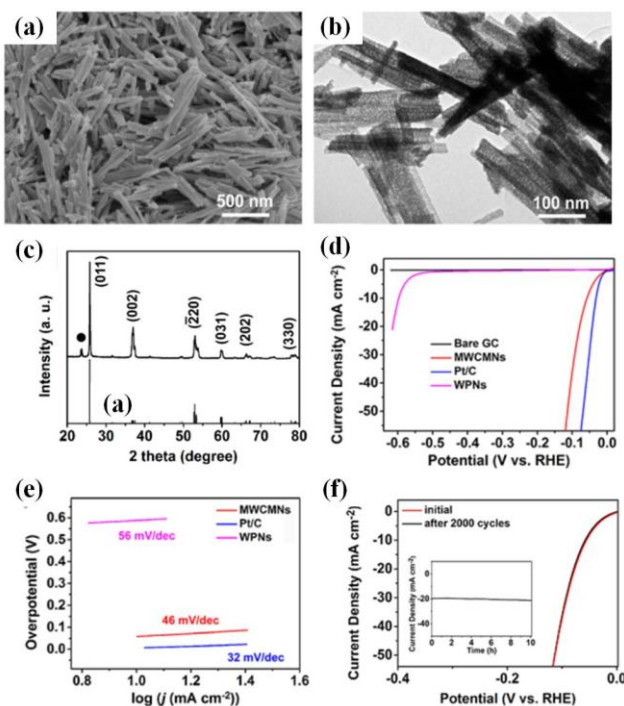 (a)
500 nm
(b)
100 nm
(c)
Intensity (a. u.)
(011)
(002)
(2̄20)
(031)
(202)
(330)
(a)
20 30 40 50 60 70 80
2 theta (degree)
(d)
Current Density (mA cm⁻²)
0
-10
-20
-30
-40
-50
Bare GC
MWCMNs
Pt/C
WPNs
-0.6 -0.5 -0.4 -0.3 -0.2 -0.1 0.0
Potential (V vs. RHE)
(e)
Overpotential (V)
0.6
0.5
0.4
0.3
0.2
0.1
0.0
MWCMNs
Pt/C
WPNs
56 mV/dec
46 mV/dec
32 mV/dec
0.8 1.0 1.2 1.4 1.6
log (j (mA cm⁻²)
(f)
Current Density (mA cm⁻²)
0
-10
-20
-30
-40
-50
initial
after 2000 cycles
Current Density (mA cm⁻²)
0
-20
-40
0 2 4 6 8 10
Time (h)
-0.4 -0.2 0.0
Potential (V vs. RHE)